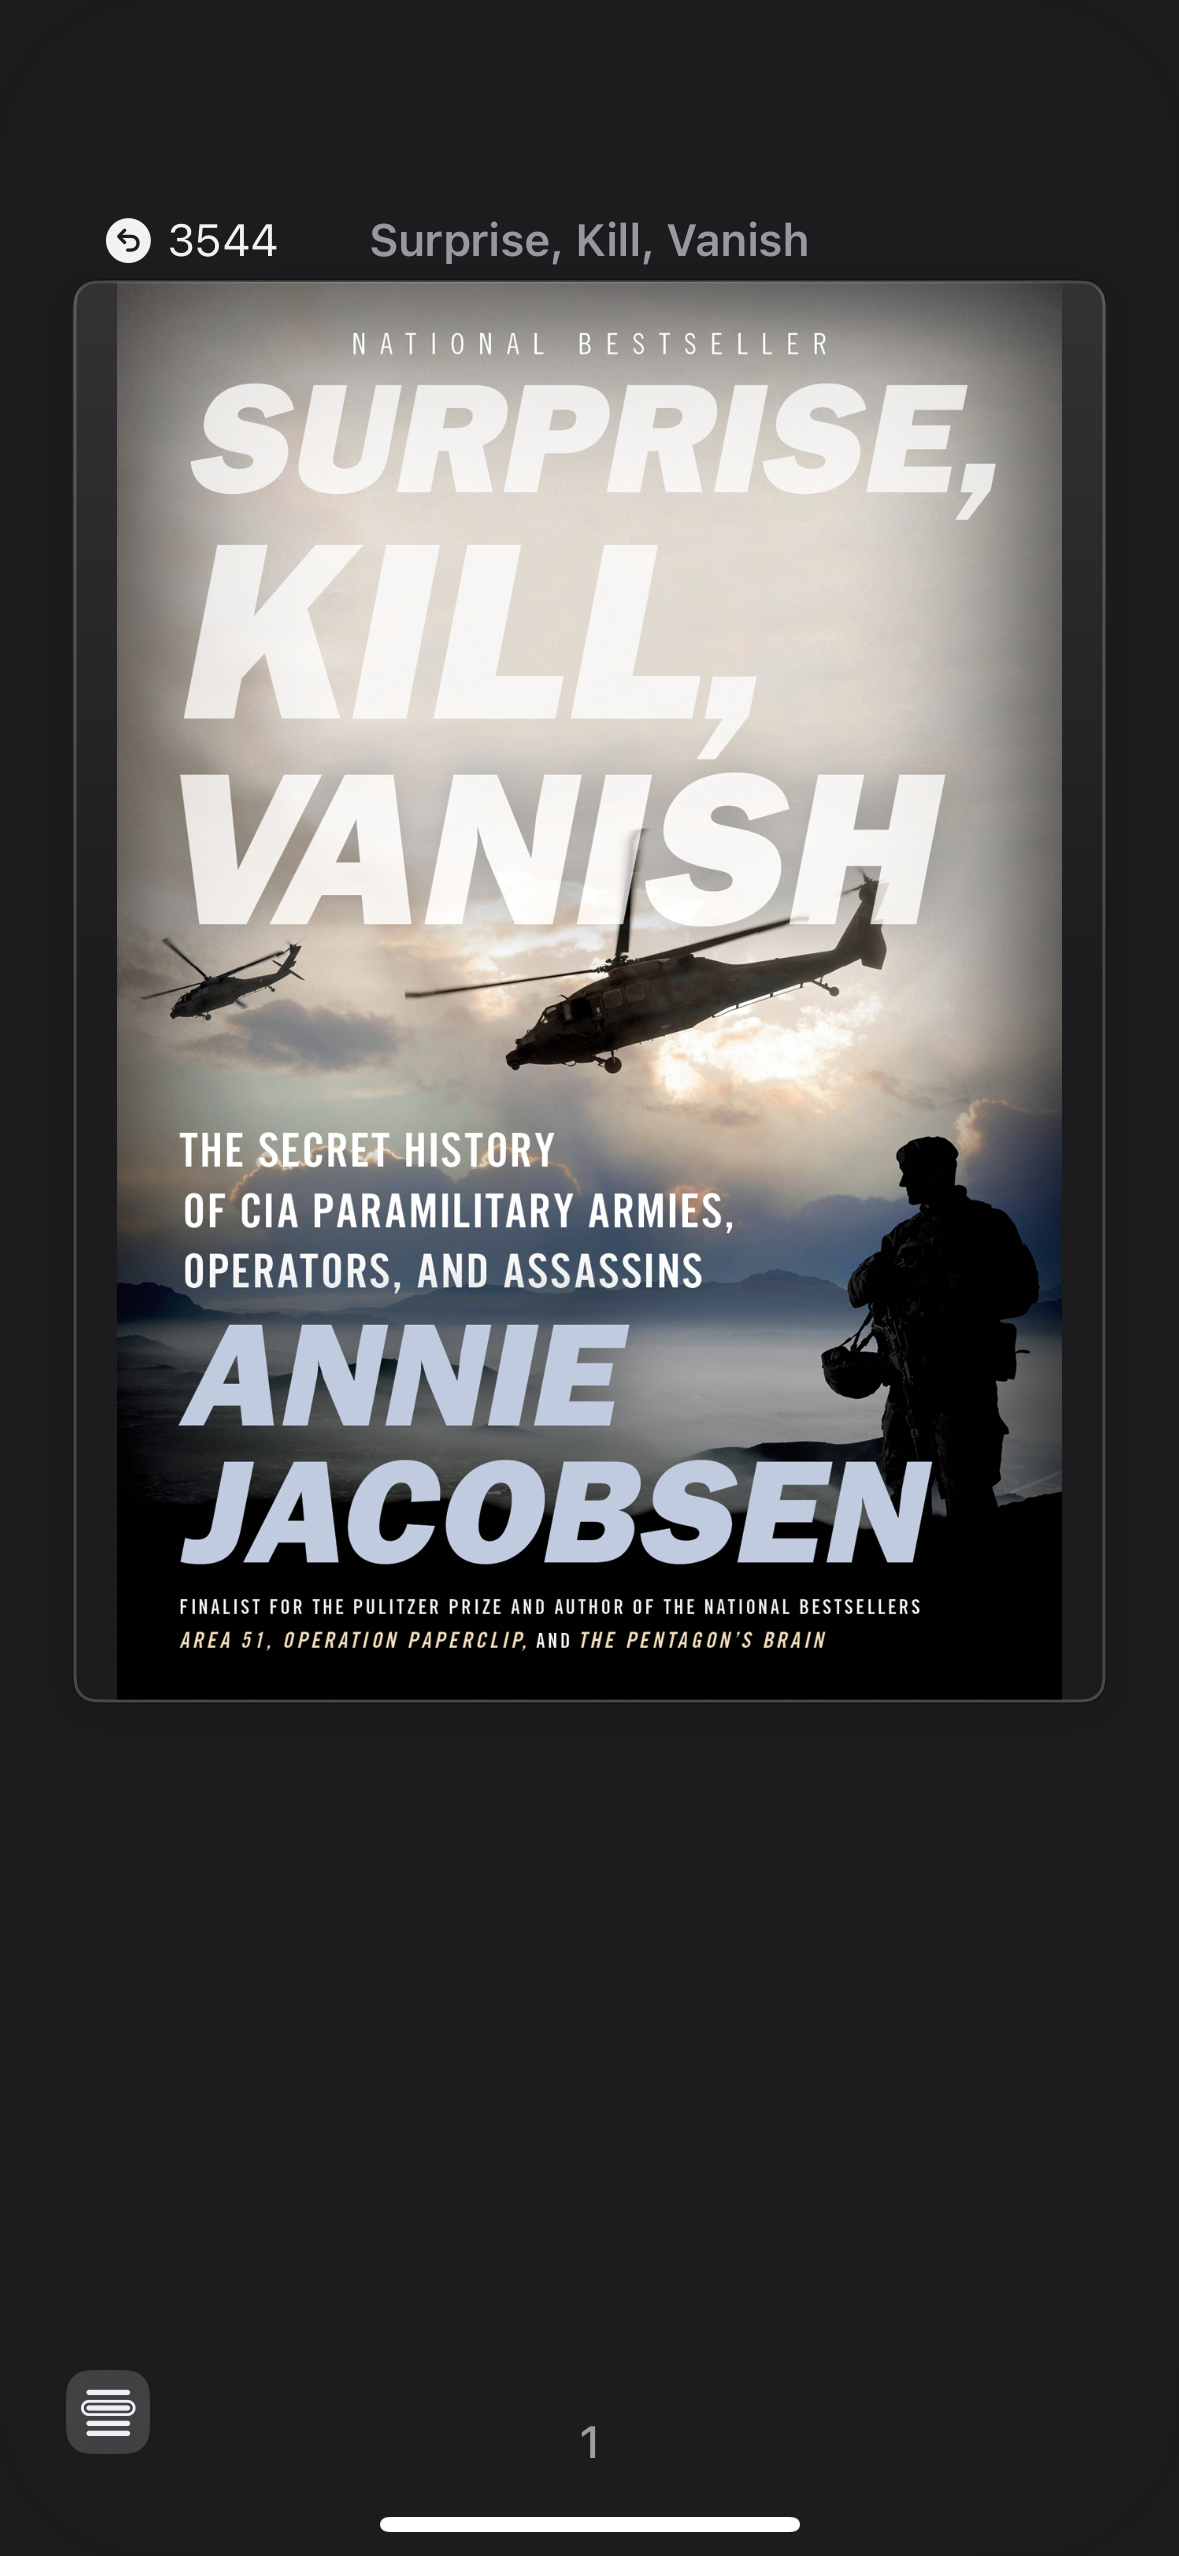 3544 Surprise, Kill, Vanish
NATIONAL BESTSELLER
SURPRISE,
KILL,
VANISH
THE SECRET HISTORY
OF CIA PARAMILITARY ARMIES,
OPERATORS, AND ASSASSINS
ANNIE
JACOBSEN
FINALIST FOR THE PULITZER PRIZE AND AUTHOR OF THE NATIONAL BESTSELLERS
AREA 51, OPERATION PAPERCLIP, AND THE PENTAGON'S BRAIN
1